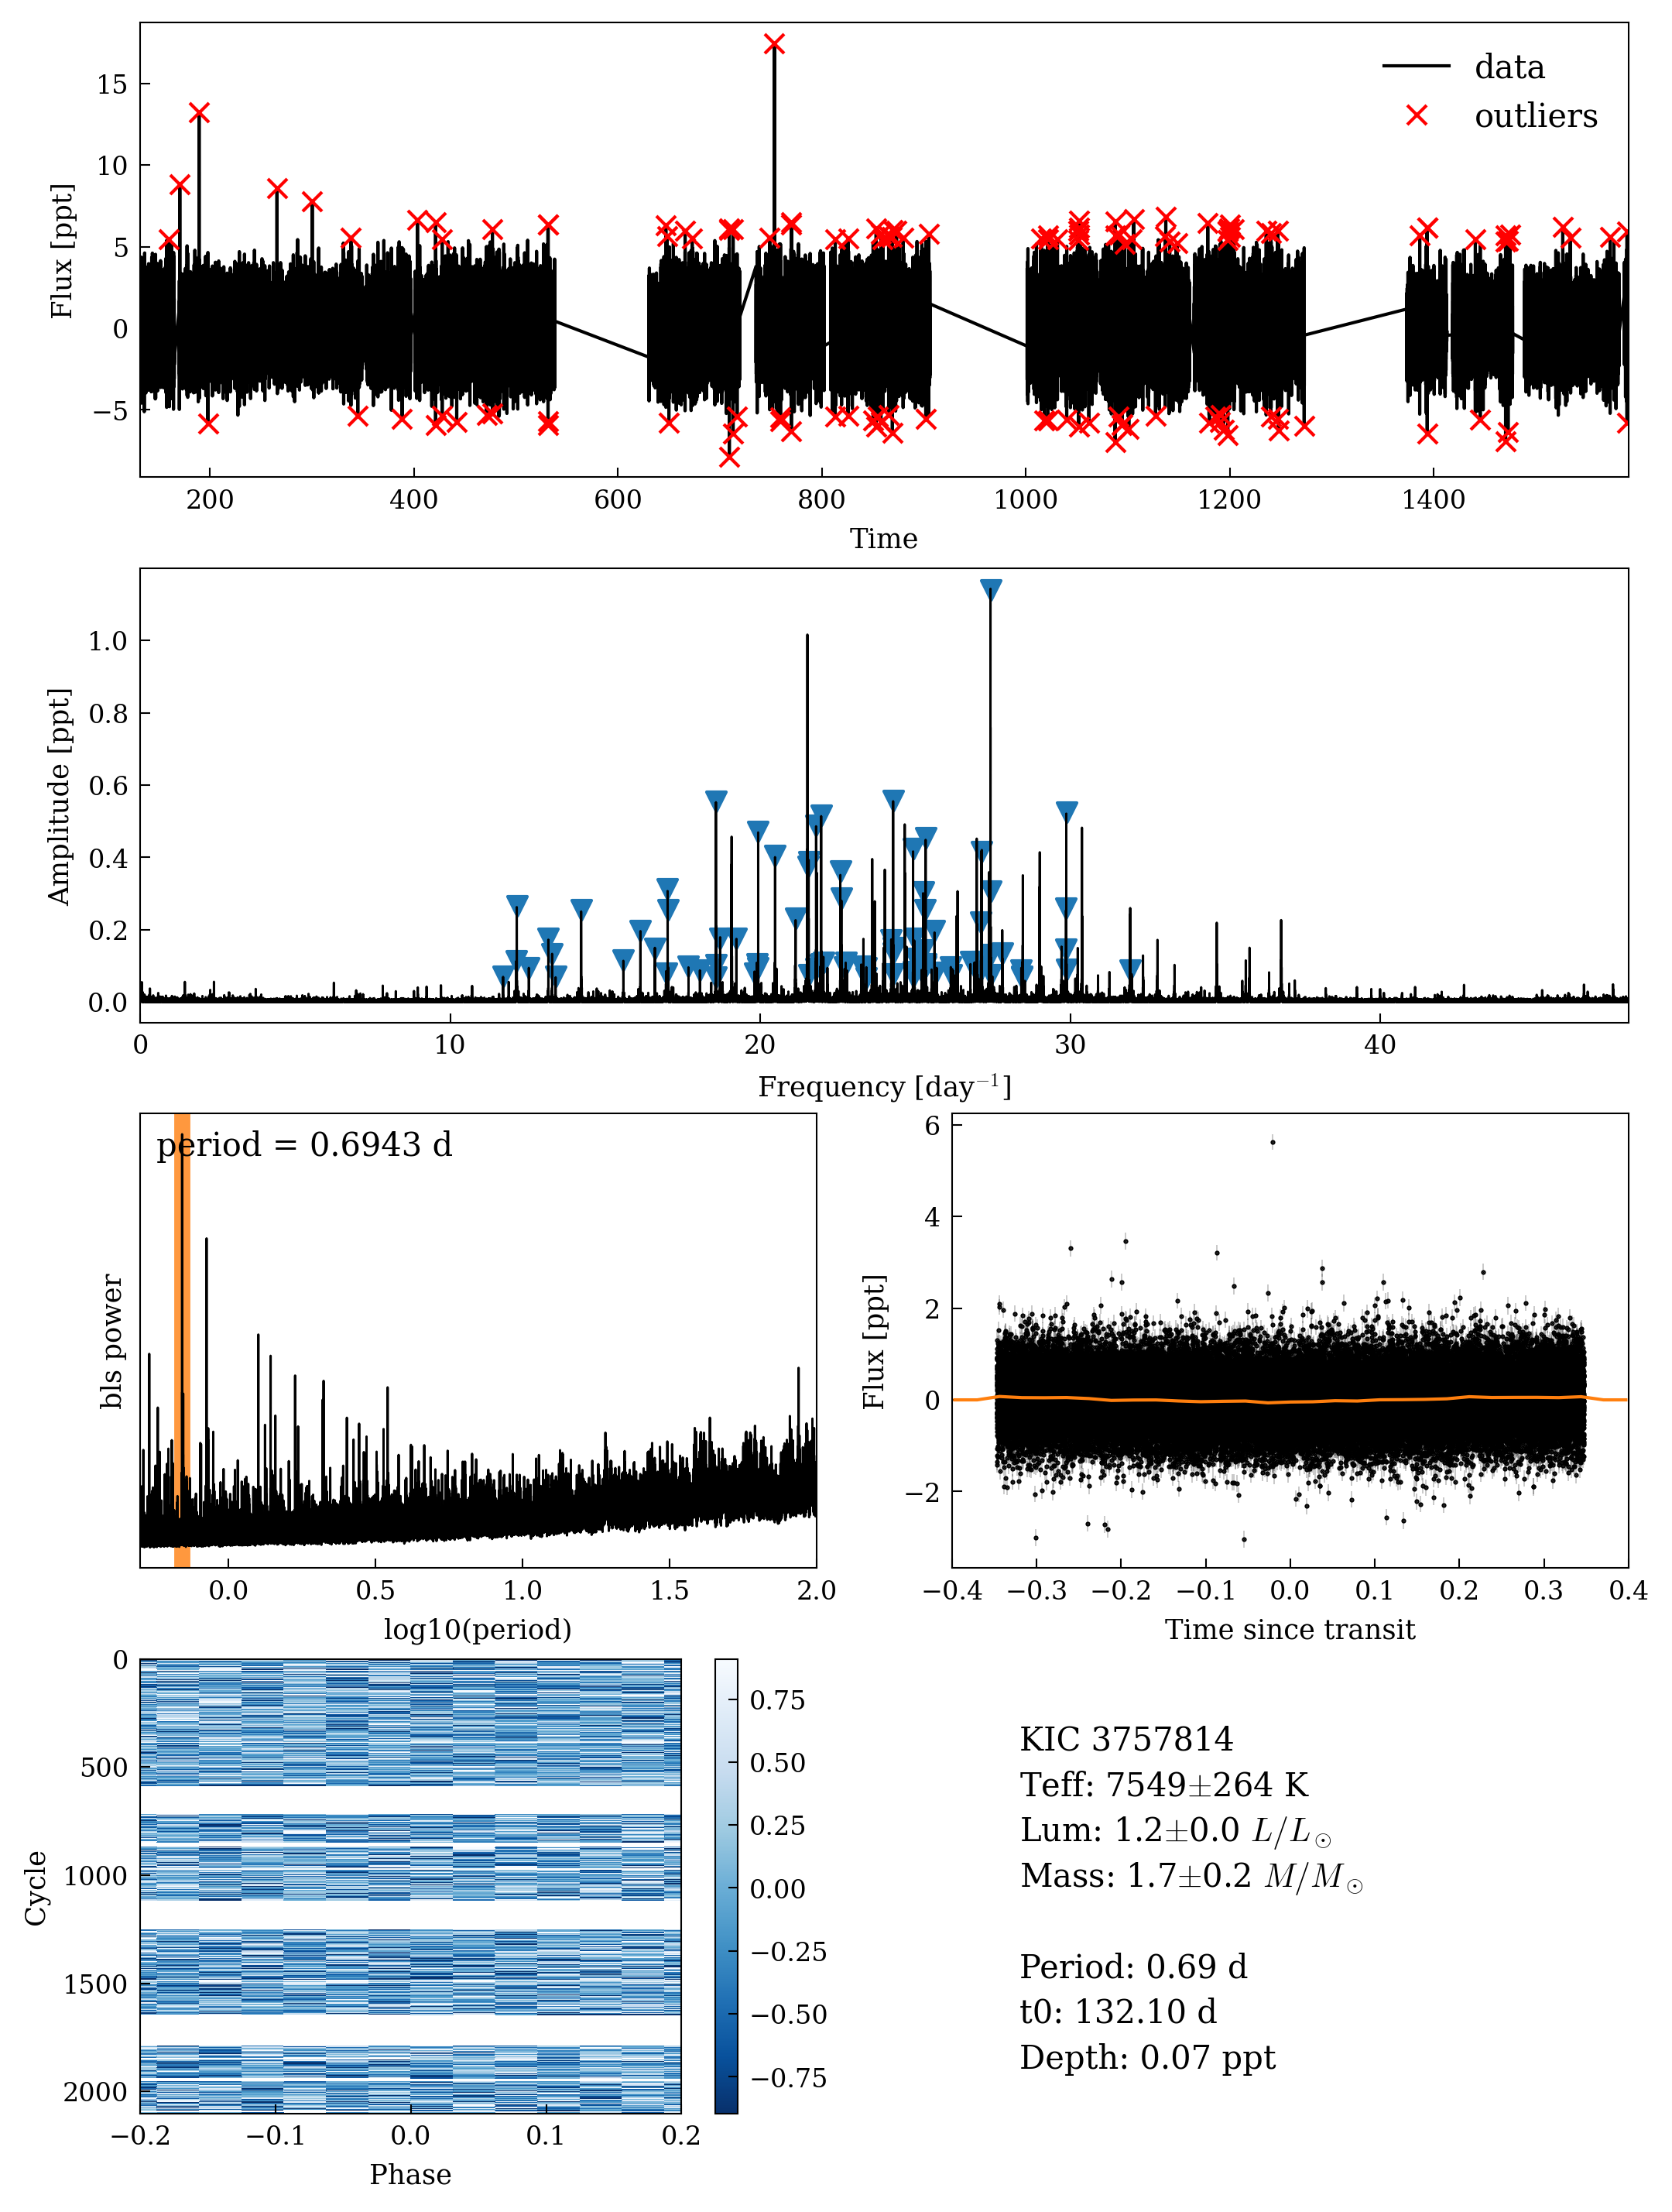 data
outliers
Flux [ppt]
15
10
5
0
−5
200
400
600
800
1000
1200
1400
Time
Amplitude [ppt]
1.0
0.8
0.6
0.4
0.2
0.0
0
10
20
30
40
Frequency [day⁻¹]
period = 0.6943 d
bls power
0.0
0.5
1.0
1.5
2.0
log10(period)
Flux [ppt]
6
4
2
0
−2
−0.4
−0.3
−0.2
−0.1
0.0
0.1
0.2
0.3
0.4
Time since transit
Cycle
0
500
1000
1500
2000
−0.2
−0.1
0.0
0.1
0.2
Phase
0.75
0.50
0.25
0.00
−0.25
−0.50
−0.75
KIC 3757814
Teff: 7549±264 K
Lum: 1.2±0.0 L/L⊙
Mass: 1.7±0.2 M/M⊙
Period: 0.69 d
t0: 132.10 d
Depth: 0.07 ppt